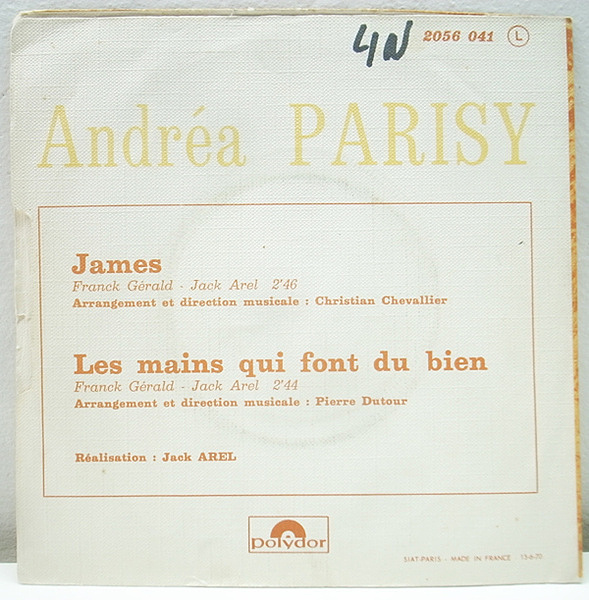 4N 2056 041 L
Andréa PARISY
James
Franck Gérald - Jack Arel 2'46
Arrangement et direction musicale : Christian Chevallier
Les mains qui font du bien
Franck Gérald - Jack Arel 2'44
Arrangement et direction musicale : Pierre Dutour
Réalisation : Jack AREL
polydor
SIAT-PARIS - MADE IN FRANCE 15-6-70